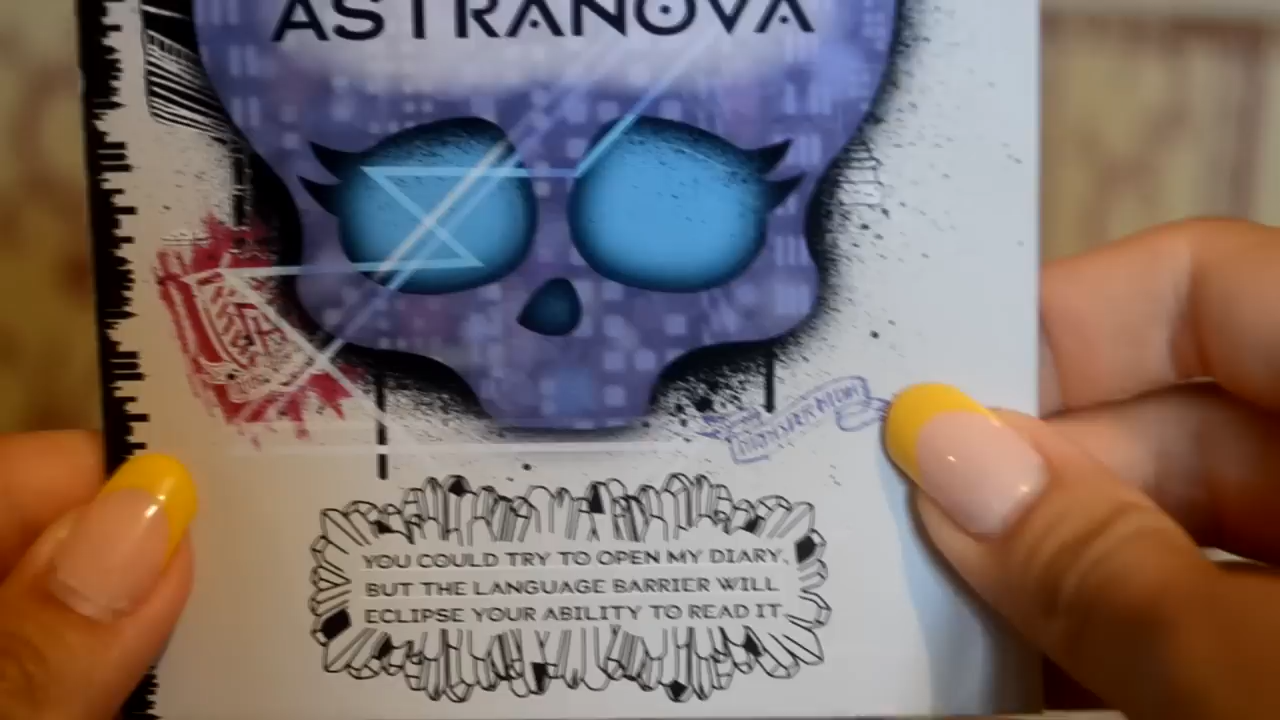 ASTRANOVA
YOU COULD TRY TO OPEN MY DIARY,
BUT THE LANGUAGE BARRIER WILL
ECLIPSE YOUR ABILITY TO READ IT